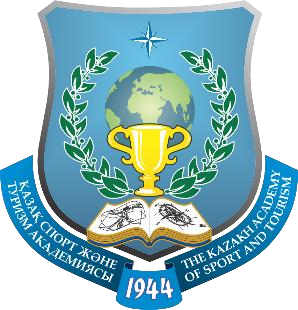 ҚАЗАҚ СПОРТ ЖӘНЕ
ТУРИЗМ АКАДЕМИЯСЫ
1944
THE KAZAKH ACADEMY
OF SPORT AND TOURISM